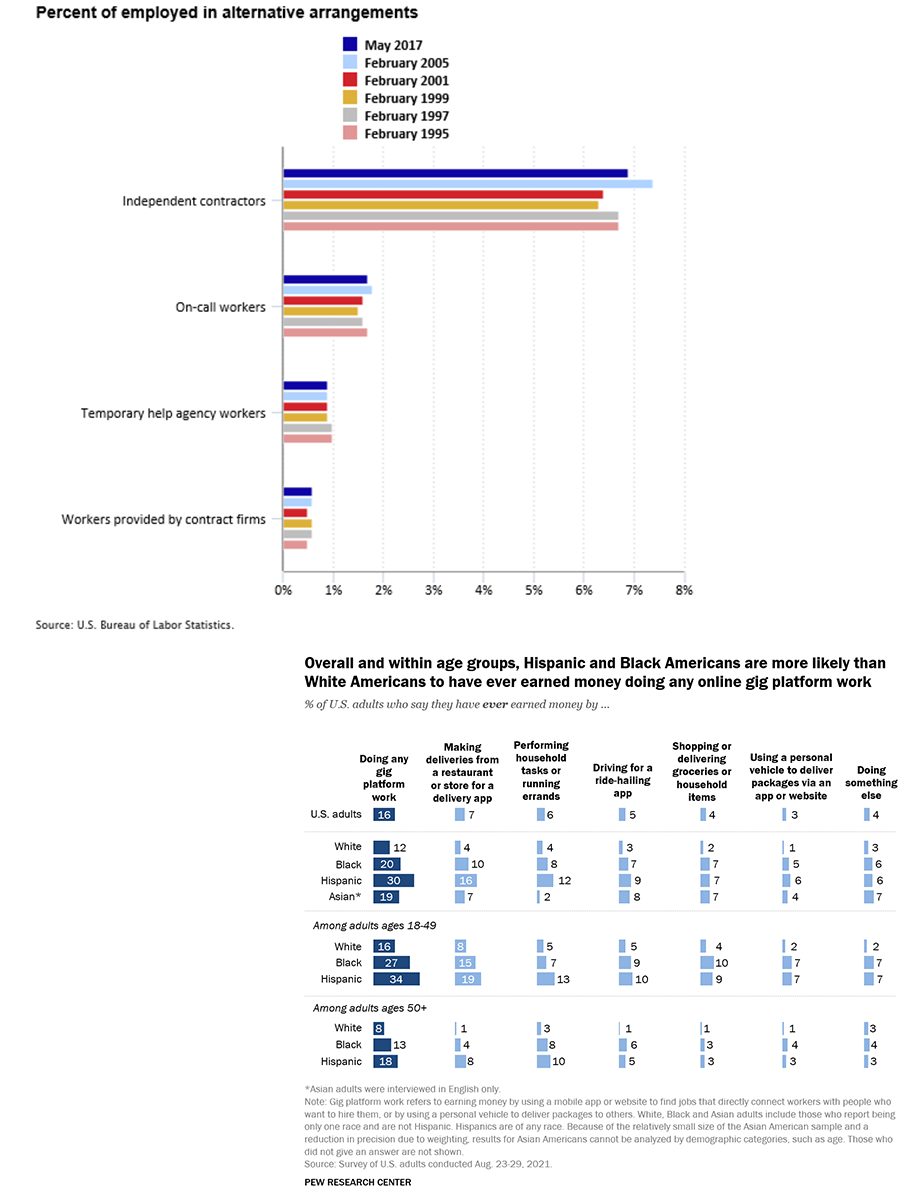 Percent of employed in alternative arrangements
May 2017
February 2005
February 2001
February 1999
February 1997
February 1995
Independent contractors
On-call workers
Temporary help agency workers
Workers provided by contract firms
0% 1% 2% 3% 4% 5% 6% 7% 8%
Source: U.S. Bureau of Labor Statistics.
Overall and within age groups, Hispanic and Black Americans are more likely than
White Americans to have ever earned money doing any online gig platform work
% of U.S. adults who say they have ever earned money by ...
Doing any
gig
platform
work
Making
deliveries from
a restaurant
or store for a
delivery app
Performing
household
tasks or
running
errands
Driving for a
ride-hailing
app
Shopping or
delivering
groceries or
household
items
Using a personal
vehicle to deliver
packages via an
app or website
Doing
something
else
U.S. adults 16 7 6 5 4 3 4
White 12 4 4 3 2 1 3
Black 20 10 8 7 7 5 6
Hispanic 30 16 12 9 7 6 6
Asian* 19 7 2 8 7 4 7
Among adults ages 18-49
White 16 8 5 5 4 2 2
Black 27 15 7 9 10 7 7
Hispanic 34 19 13 10 9 7 7
Among adults ages 50+
White 8 1 3 1 1 1 3
Black 13 4 8 6 3 4 4
Hispanic 18 8 10 5 3 3 3
*Asian adults were interviewed in English only.
Note: Gig platform work refers to earning money by using a mobile app or website to find jobs that directly connect workers with people who
want to hire them, or by using a personal vehicle to deliver packages to others. White, Black and Asian adults include those who report being
only one race and are not Hispanic. Hispanics are of any race. Because of the relatively small size of the Asian American sample and a
reduction in precision due to weighting, results for Asian Americans cannot be analyzed by demographic categories, such as age. Those who
did not give an answer are not shown.
Source: Survey of U.S. adults conducted Aug. 23-29, 2021.
PEW RESEARCH CENTER